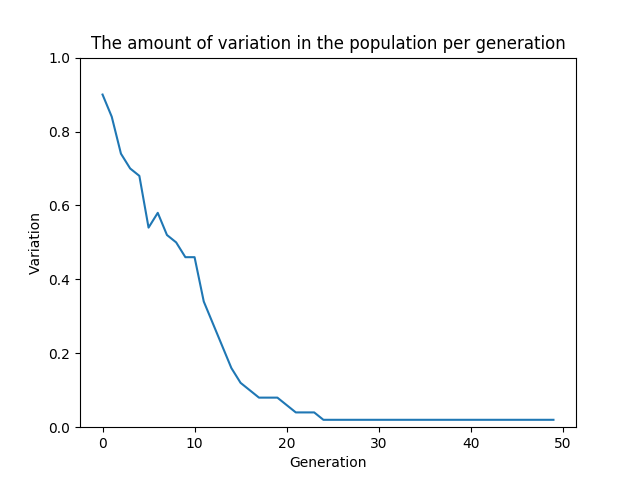 The amount of variation in the population per generation
1.0
0.8
0.6
0.4
0.2
0.0
Variation
0 10 20 30 40 50
Generation